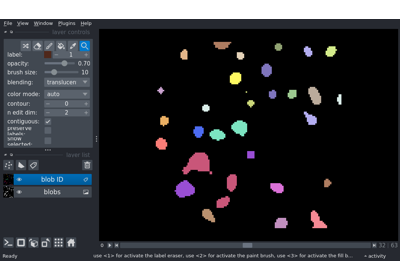 File View Window Plugins Help
layer controls
label: 1
opacity: 0.70
brush size: 10
blending: translucen
color mode: auto
contour: 0
n edit dim: 2
contiguous:
preserve labels:
show selected:
layer list
blob ID
blobs
32 63
Ready use <1> for activate the label eraser, use <2> for activate the paint brush, use <3> for activate the fill b... activity